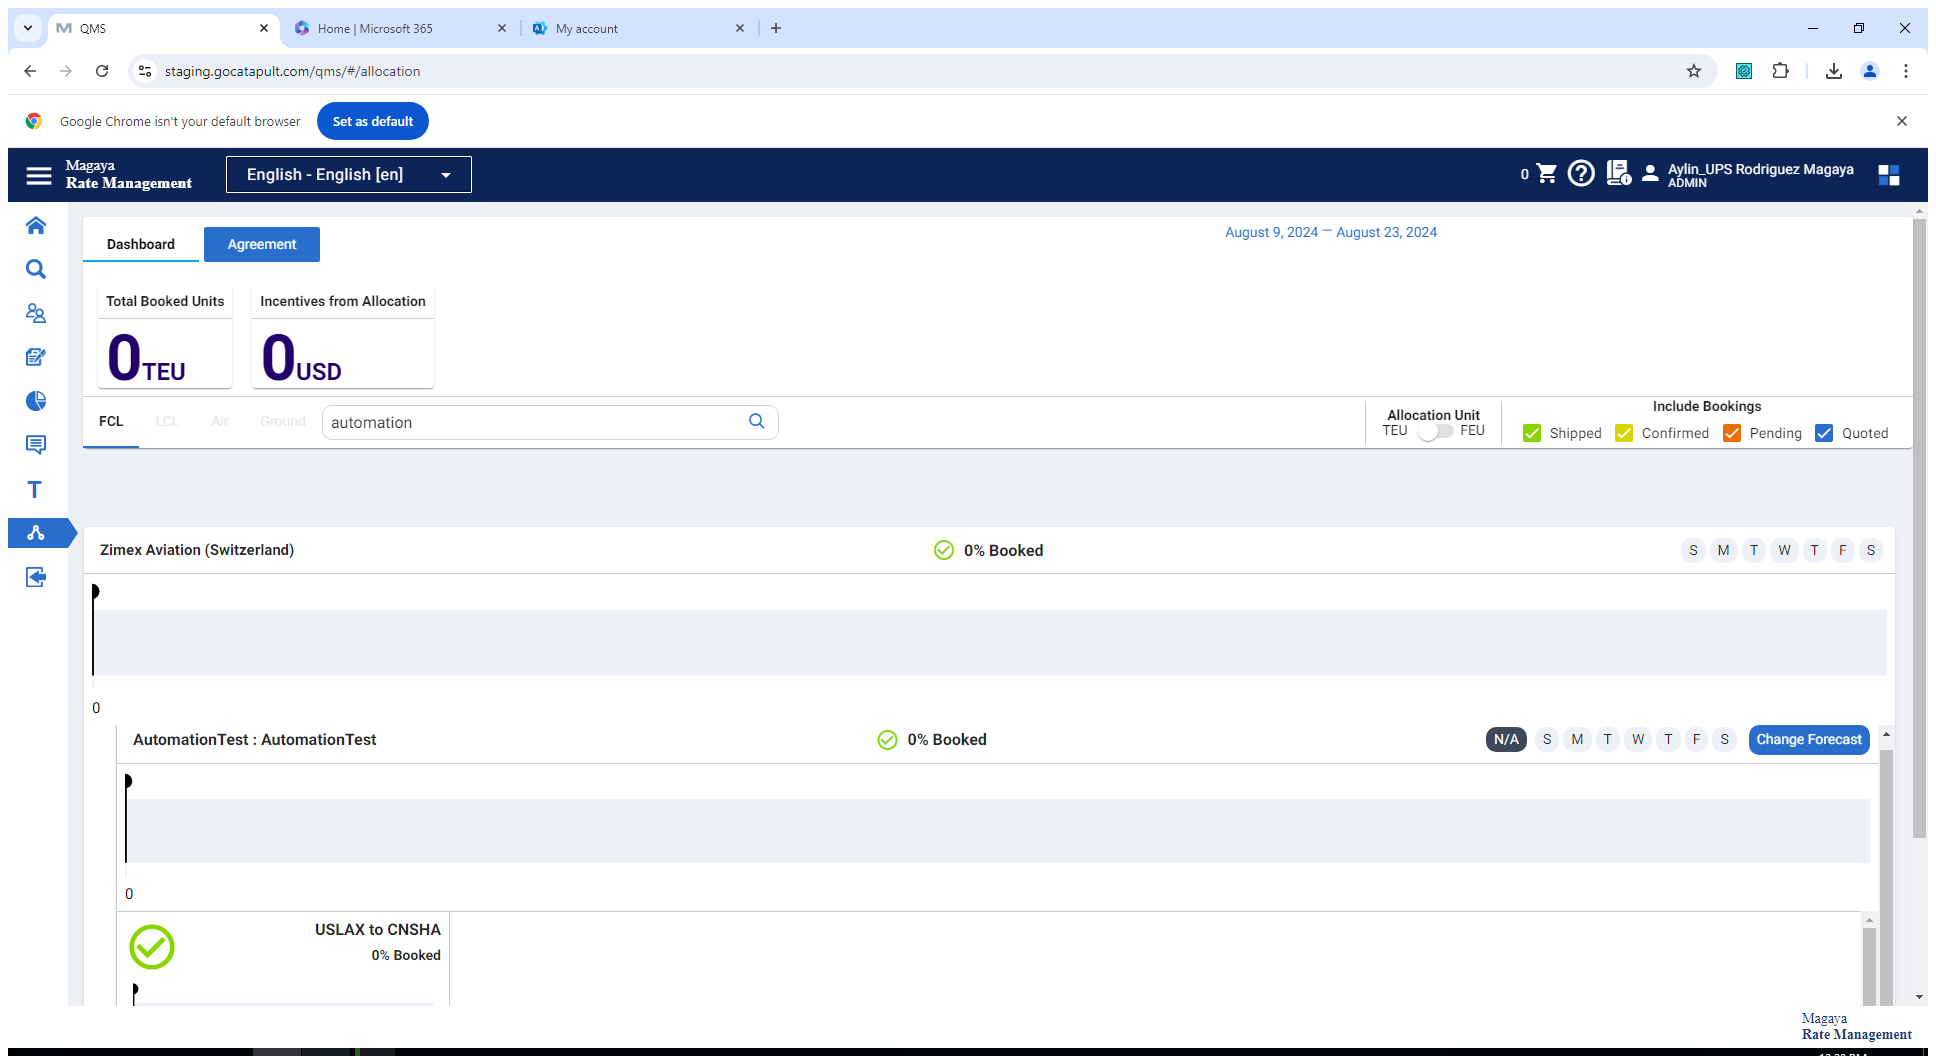 QMS
Home | Microsoft 365
My account
staging.gocatapult.com/qms/#/allocation
Google Chrome isn't your default browser
Set as default
Magaya
Rate Management
English - English [en]
0
Aylin_UPS Rodriguez Magaya
ADMIN
Dashboard
Agreement
August 9, 2024 — August 23, 2024
Total Booked Units
Incentives from Allocation
0 TEU
0 USD
FCL
LCL
Air
Ground
automation
Allocation Unit
TEU
FEU
Include Bookings
Shipped
Confirmed
Pending
Quoted
T
Zimex Aviation (Switzerland)
0% Booked
S M T W T F S
0
AutomationTest : AutomationTest
0% Booked
N/A S M T W T F S
Change Forecast
0
USLAX to CNSHA
0% Booked
Magaya
Rate Management